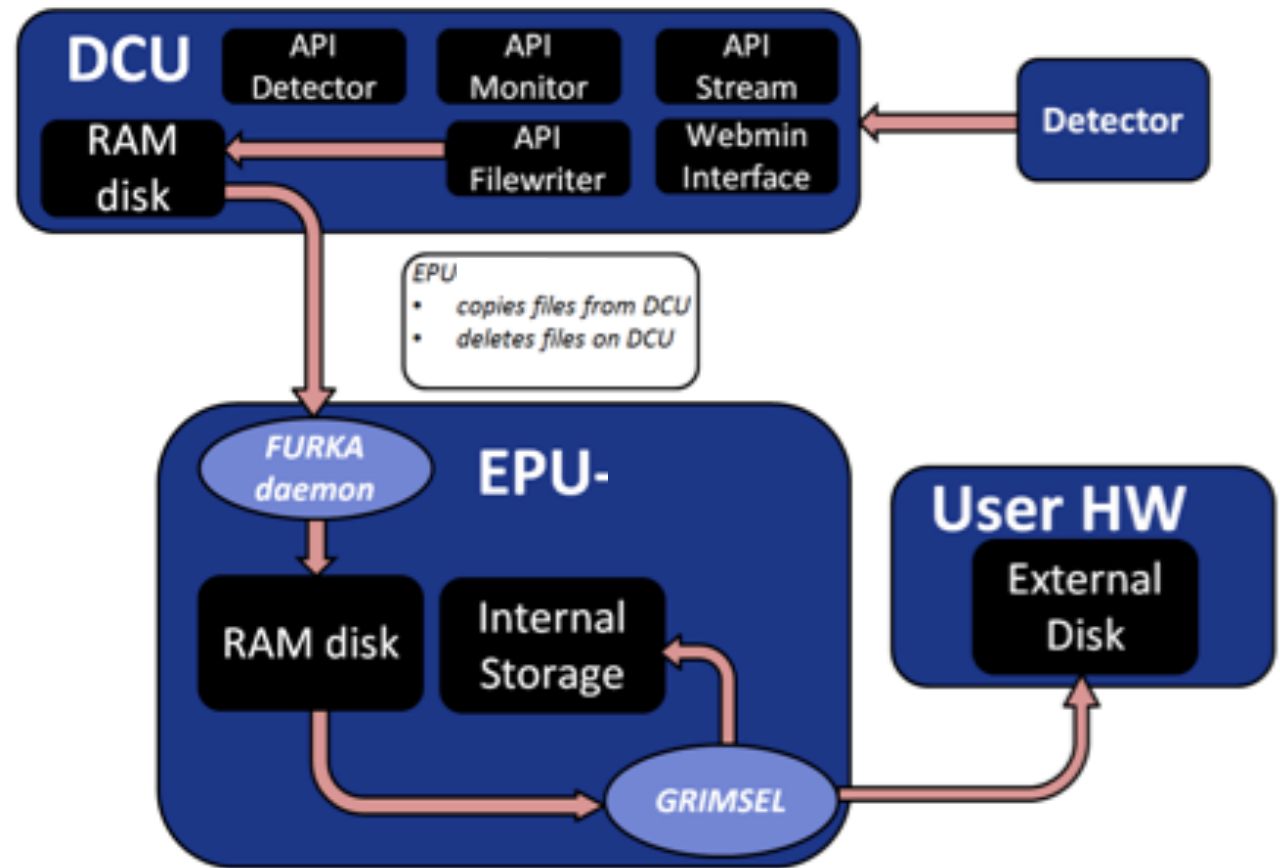 DCU
API
Detector
API
Monitor
API
Stream
RAM
disk
API
Filewriter
Webmin
Interface
Detector
EPU
• copies files from DCU
• deletes files on DCU
FURKA
daemon
EPU-
RAM disk
Internal
Storage
GRIMSEL
User HW
External
Disk